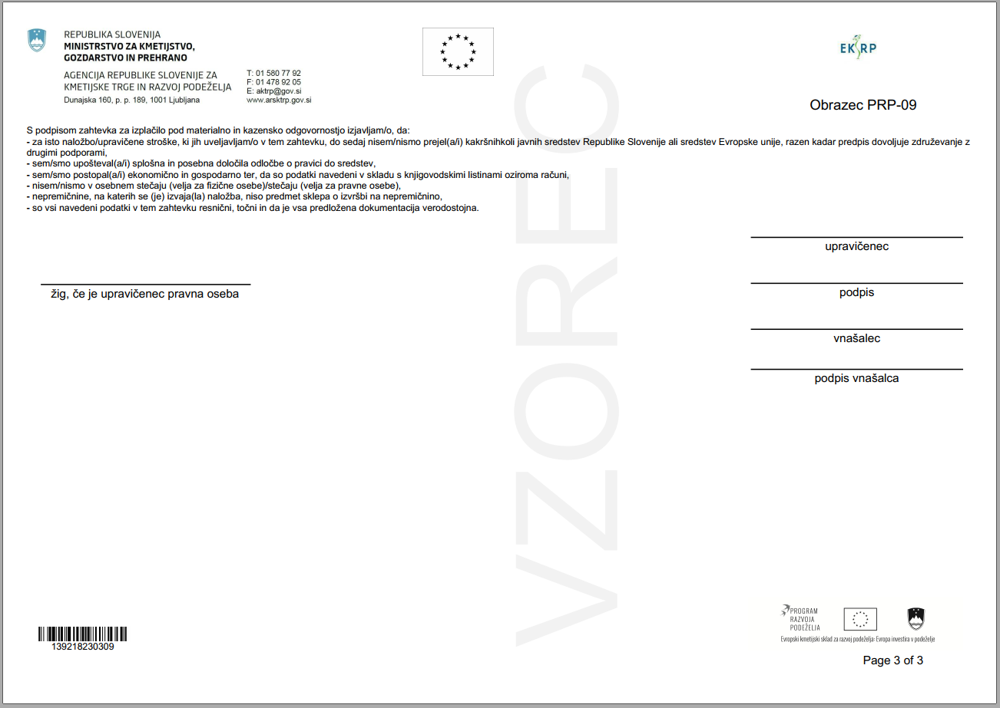 REPUBLIKA SLOVENIJA
MINISTRSTVO ZA KMETIJSTVO,
GOZDARSTVO IN PREHRANO
AGENCIJA REPUBLIKE SLOVENIJE ZA
KMETIJSKE TRGE IN RAZVOJ PODEŽELJA
Dunajska 160, p. p. 189, 1001 Ljubljana
T: 01 580 77 92
F: 01 478 92 05
E: aktrp@gov.si
www.arsktrp.gov.si
EKSRP
Obrazec PRP-09
S podpisom zahtevka za izplačilo pod materialno in kazensko odgovornostjo izjavljam/o, da:
- za isto naložbo/upravičene stroške, ki jih uveljavljam/o v tem zahtevku, do sedaj nisem/nismo prejel(a/i) kakršnihkoli javnih sredstev Republike Slovenije ali sredstev Evropske unije, razen kadar predpis dovoljuje združevanje z
drugimi podporami,
- sem/smo upošteval(a/i) splošna in posebna določila odločbe o pravici do sredstev,
- sem/smo postopal(a/i) ekonomično in gospodarno ter, da so podatki navedeni v skladu s knjigovodskimi listinami oziroma računi,
- nisem/nismo v osebnem stečaju (velja za fizične osebe)/stečaju (velja za pravne osebe),
- nepremičnine, na katerih se (je) izvaja(la) naložba, niso predmet sklepa o izvršbi na nepremičnino,
- so vsi navedeni podatki v tem zahtevku resnični, točni in da je vsa predložena dokumentacija verodostojna.
upravičenec
žig, če je upravičenec pravna oseba
podpis
vnašalec
podpis vnašalca
VZOREC
PROGRAM
RAZVOJA
PODEŽELJA
Evropski kmetijski sklad za razvoj podeželja: Evropa investira v podeželje
139218230309
Page 3 of 3